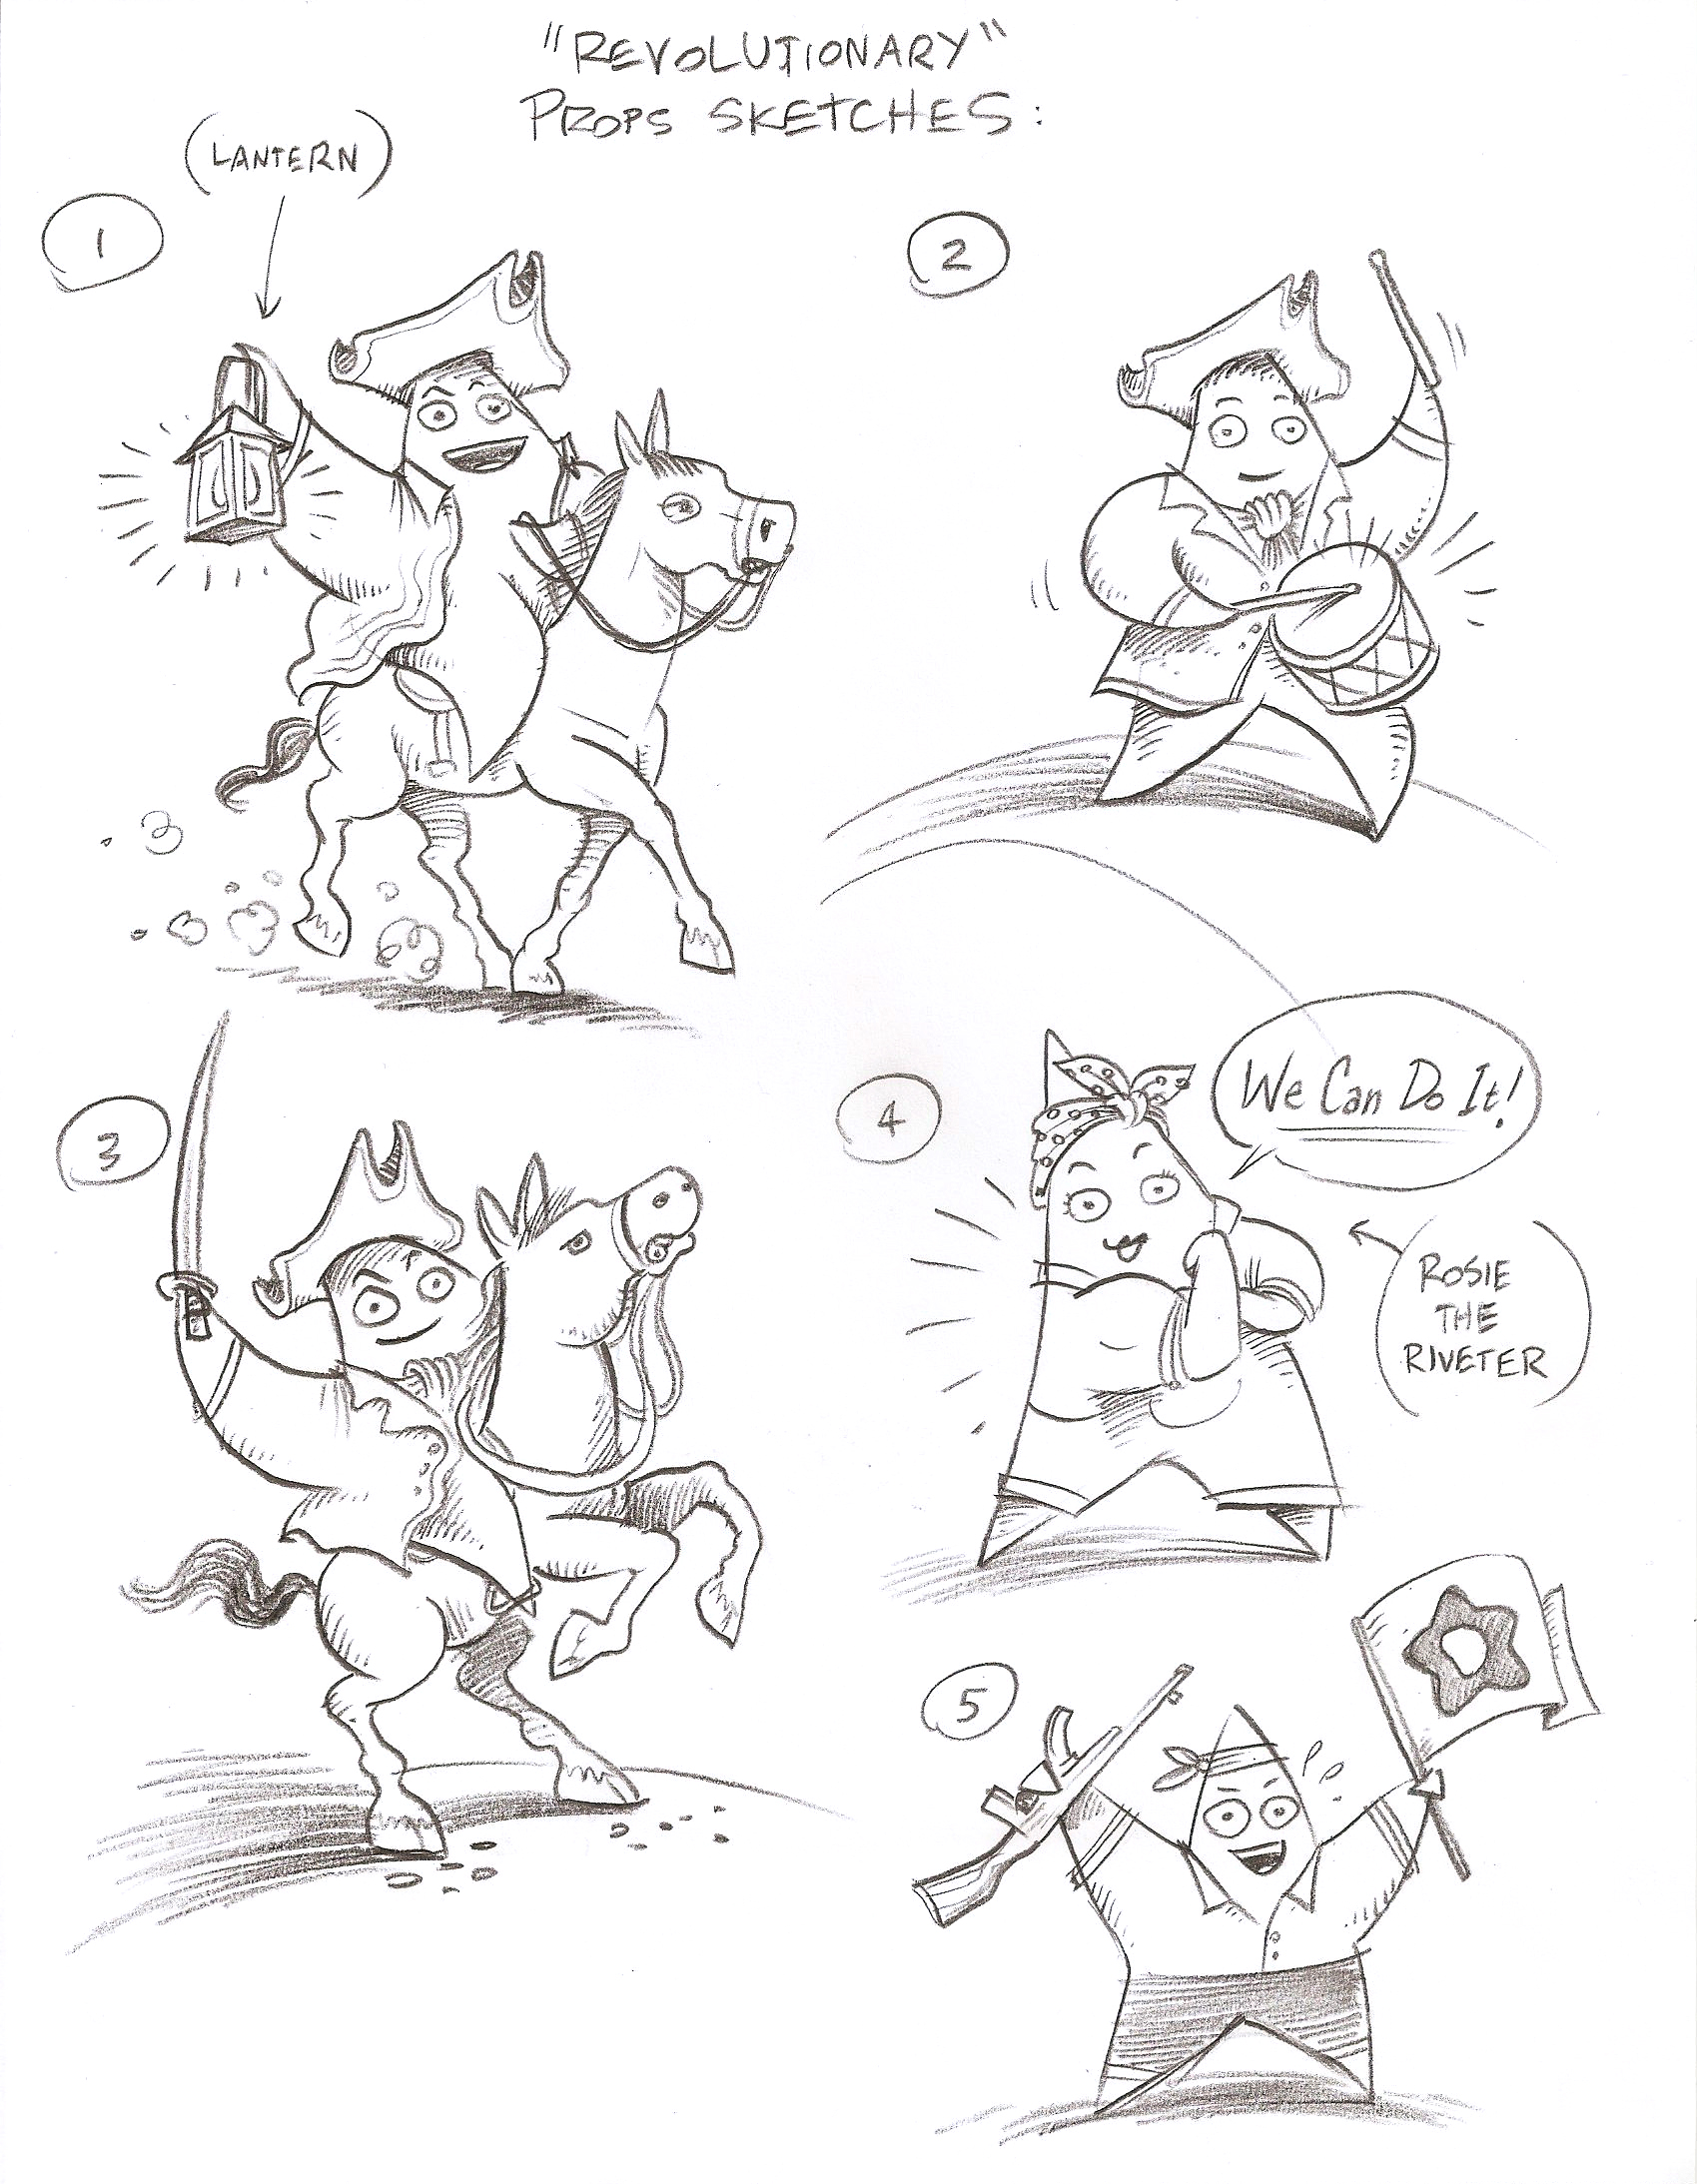 "REVOLUTIONARY"
PROPS SKETCHES:
(LANTERN)
1
2
3
4
We Can Do It!
(ROSIE
THE
RIVETER)
5